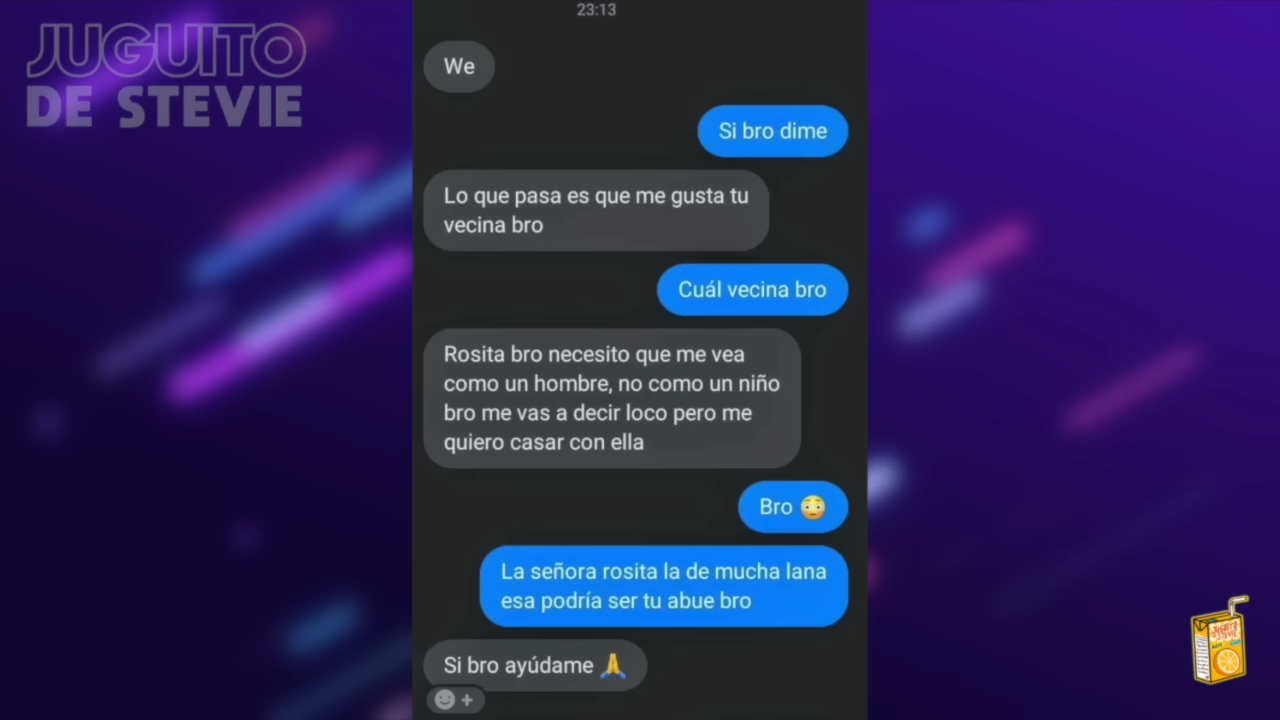 JUGUITO
DE STEVIE
23:13
We
Si bro dime
Lo que pasa es que me gusta tu
vecina bro
Cuál vecina bro
Rosita bro necesito que me vea
como un hombre, no como un niño
bro me vas a decir loco pero me
quiero casar con ella
Bro 😳
La señora rosita la de mucha lana
esa podría ser tu abue bro
Si bro ayúdame 🙏
JUGUITO
DE STEVIE